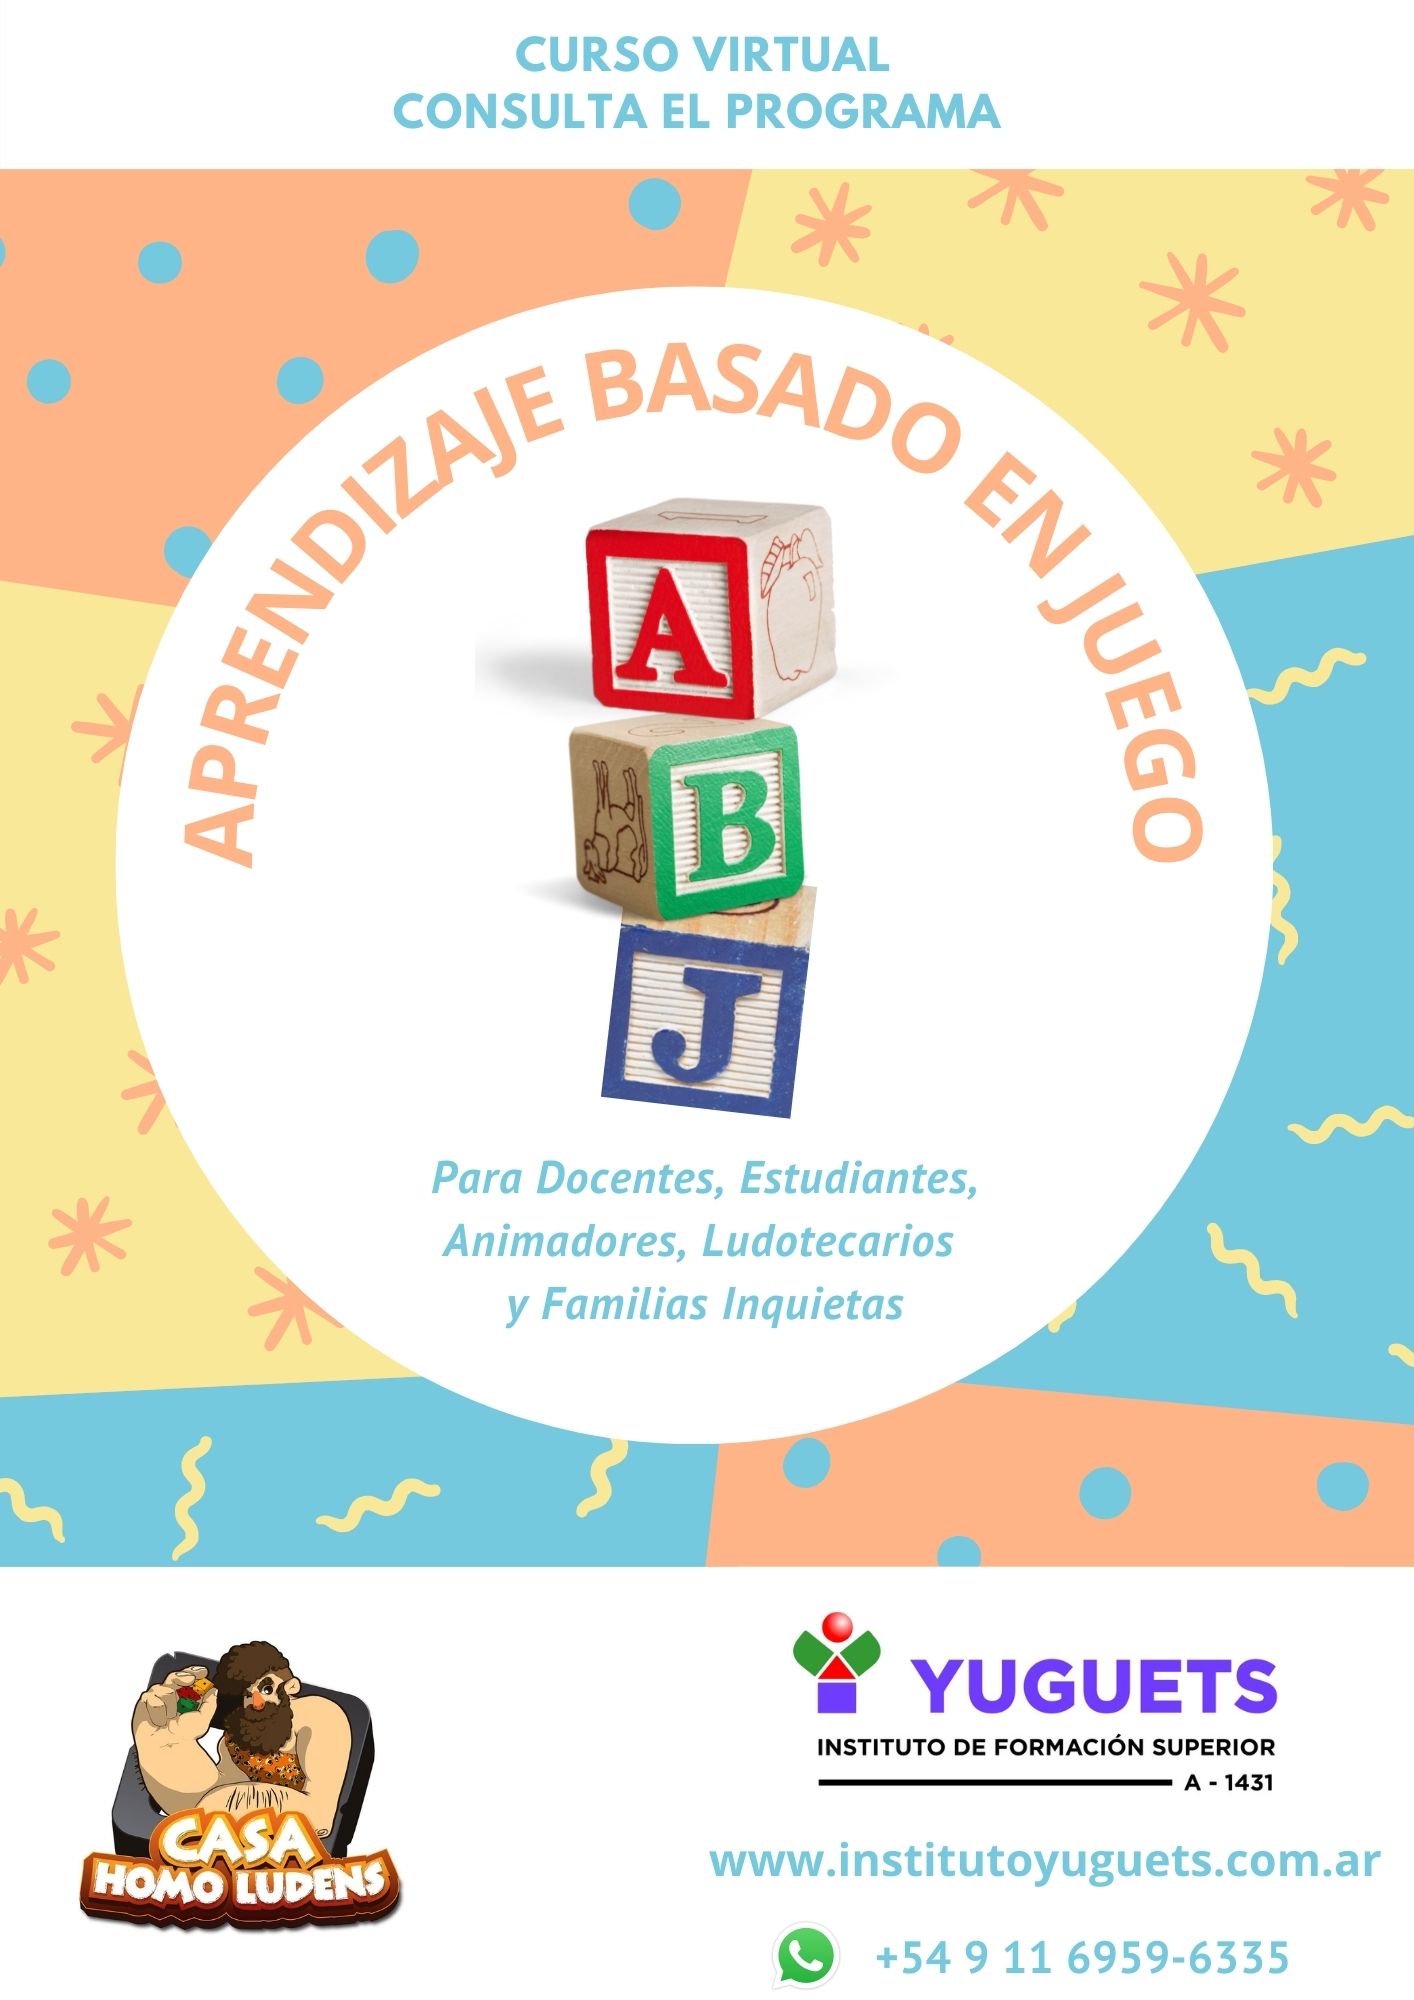 CURSO VIRTUAL
CONSULTA EL PROGRAMA
APRENDIZAJE BASADO EN JUEGO
A
B
J
Para Docentes, Estudiantes,
Animadores, Ludotecarios
y Familias Inquietas
CASA
HOMO LUDENS
YUGUETS
INSTITUTO DE FORMACIÓN SUPERIOR
A - 1431
www.institutoyuguets.com.ar
+54 9 11 6959-6335